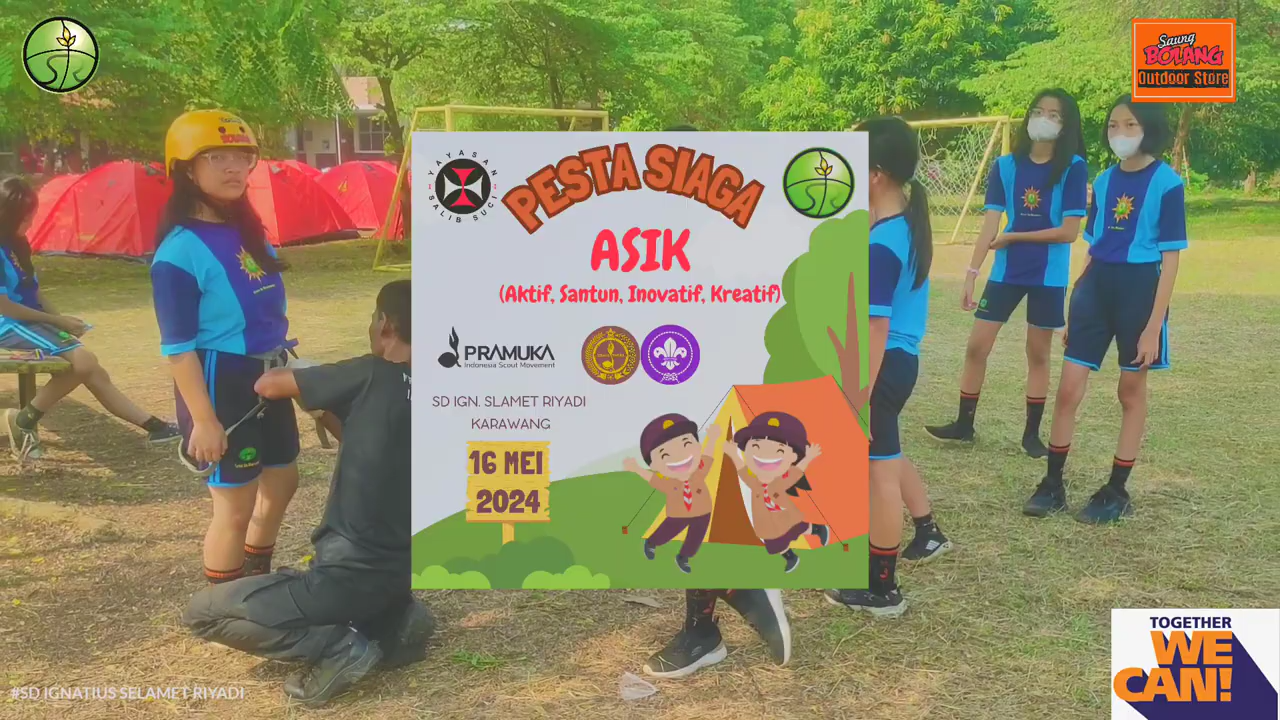 Saung
BOLANG
Outdoor Store
YAYASAN
SALIB SUCI
PESTA SIAGA
ASIK
(Aktif, Santun, Inovatif, Kreatif)
PRAMUKA
Indonesia Scout Movement
SD IGN. SLAMET RIYADI
KARAWANG
16 MEI
2024
TOGETHER
WE
CAN!
#SD IGNATIUS SELAMET RIYADI